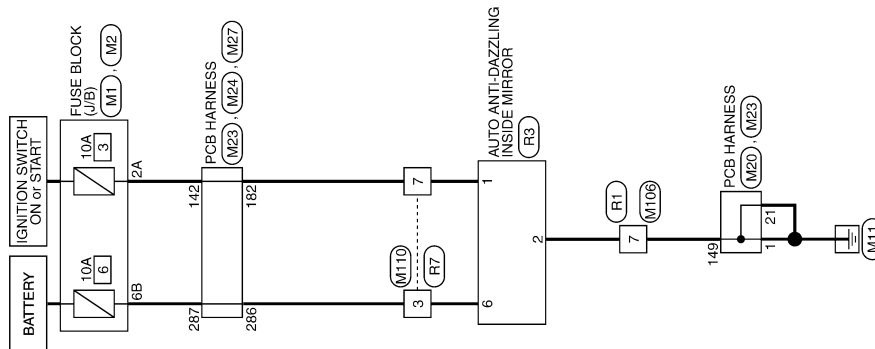 BATTERY
IGNITION SWITCH
ON or START
10A
6
10A
3
FUSE BLOCK
(J/B)
M1 , M2
6B
2A
287
142
PCB HARNESS
M23 , M24 , M27
286
182
M110
3
7
R7
6
1
AUTO ANTI-DAZZLING
INSIDE MIRROR
R3
2
R1
7
M106
149
PCB HARNESS
M20 , M23
1
21
M11